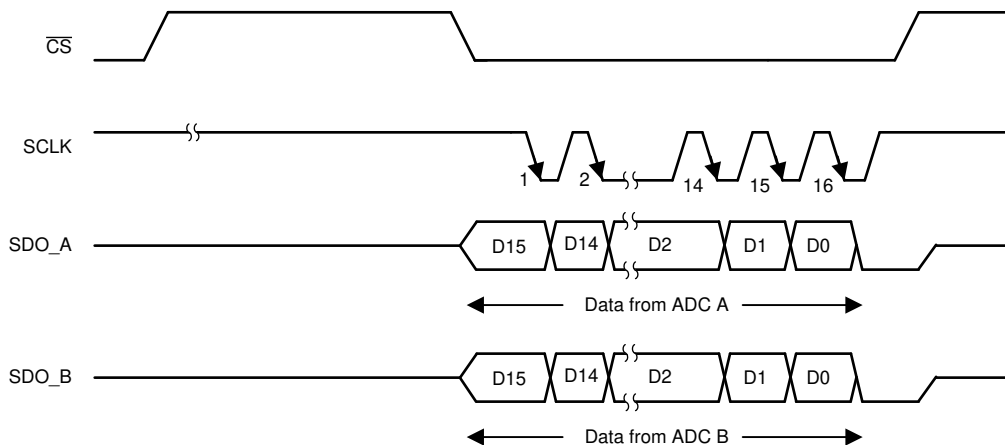 CS
SCLK
1 2 14 15 16
SDO_A
D15 D14 D2 D1 D0
Data from ADC A
SDO_B
D15 D14 D2 D1 D0
Data from ADC B